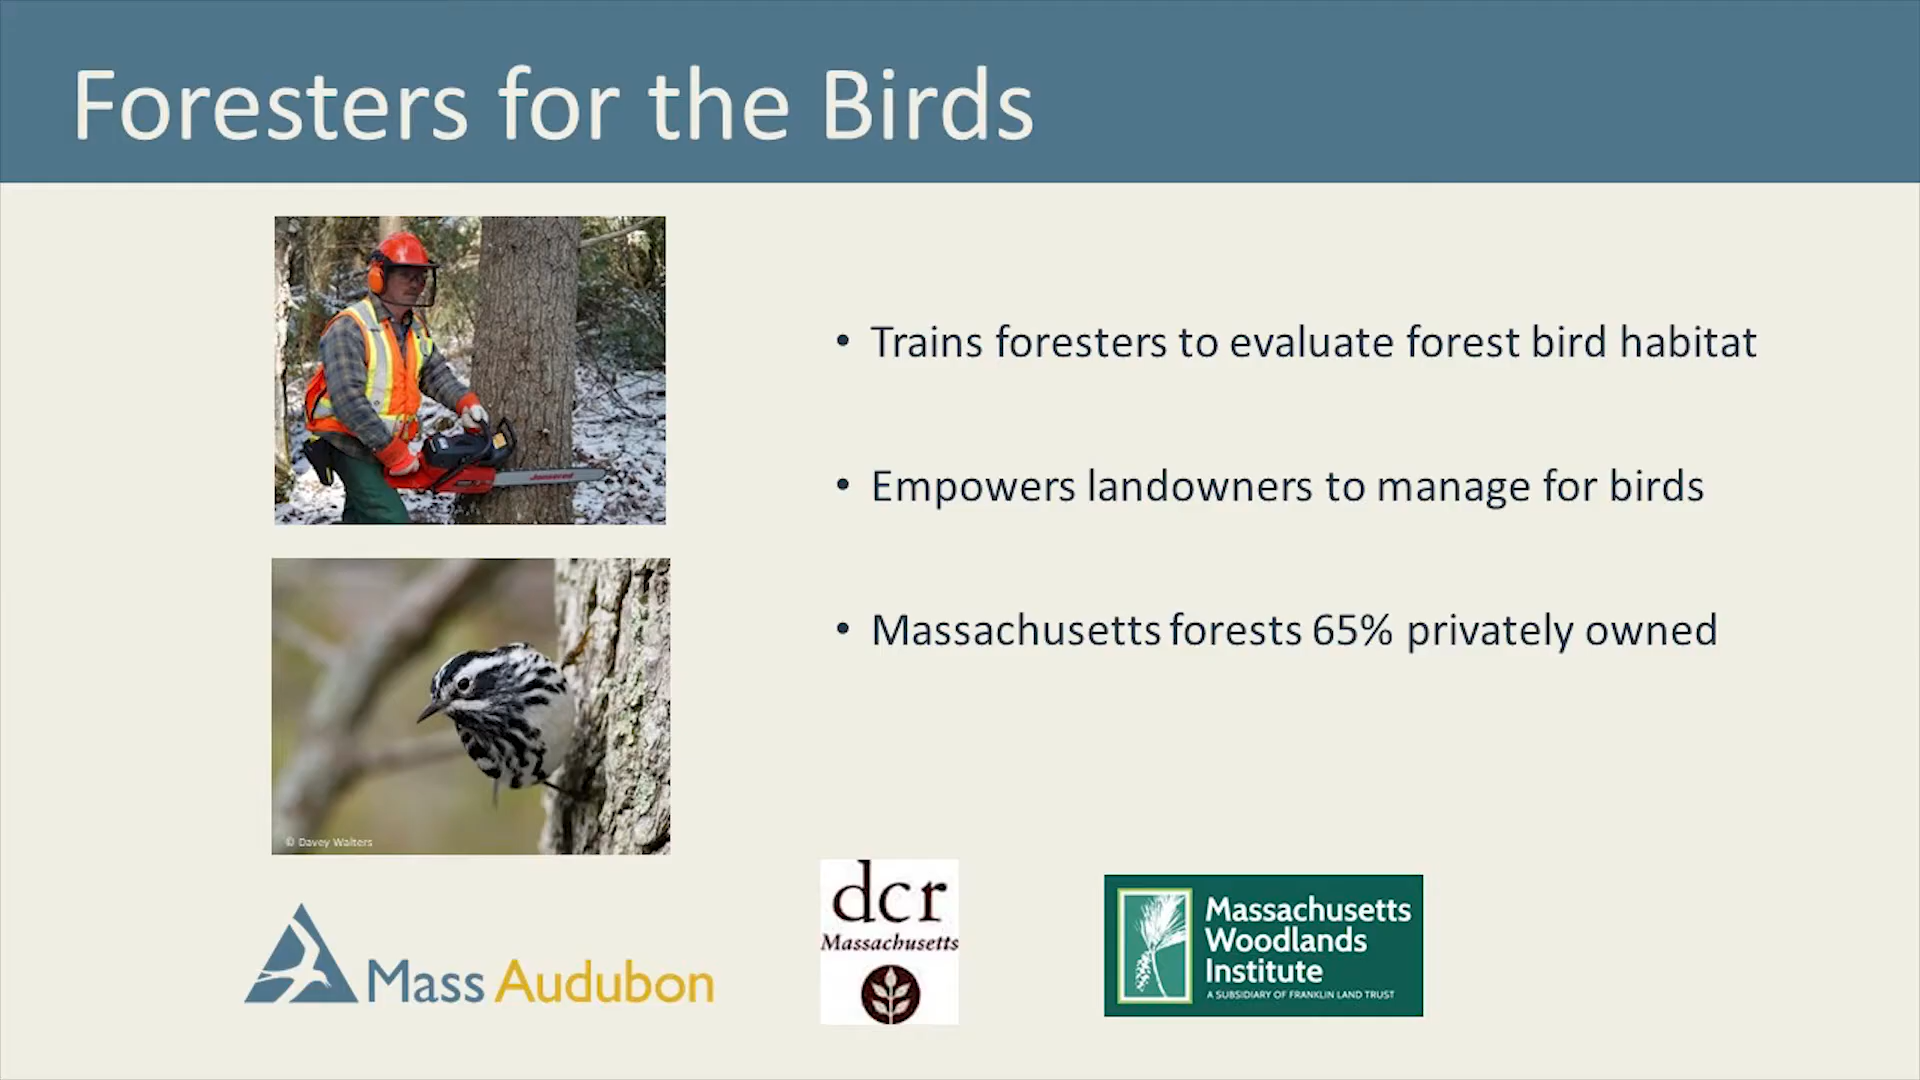 Foresters for the Birds
• Trains foresters to evaluate forest bird habitat
• Empowers landowners to manage for birds
• Massachusetts forests 65% privately owned
Jonsered
© Davey Walters
Mass Audubon
dcr
Massachusetts
Massachusetts
Woodlands
Institute
A SUBSIDIARY OF FRANKLIN LAND TRUST